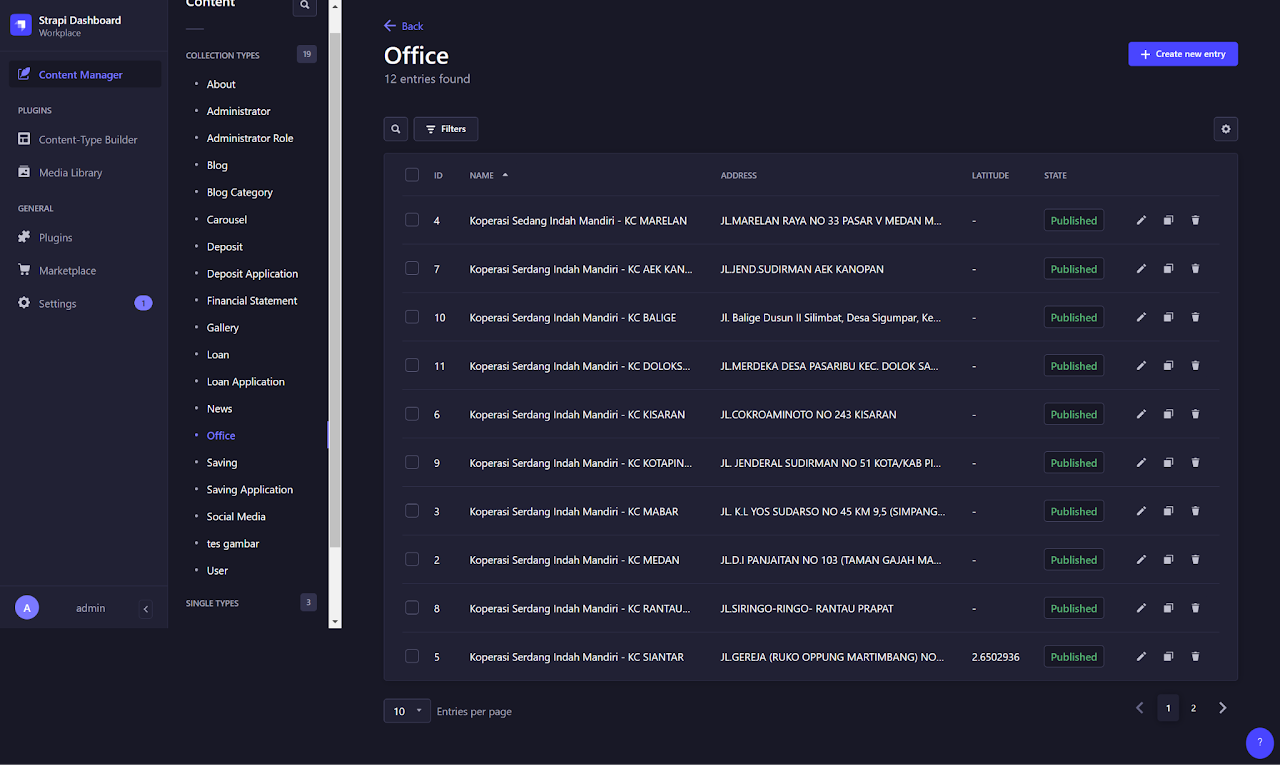 Strapi Dashboard
Workplace
Content Manager
PLUGINS
Content-Type Builder
Media Library
GENERAL
Plugins
Marketplace
Settings 1
A admin
Content
COLLECTION TYPES 19
About
Administrator
Administrator Role
Blog
Blog Category
Carousel
Deposit
Deposit Application
Financial Statement
Gallery
Loan
Loan Application
News
Office
Saving
Saving Application
Social Media
tes gambar
User
SINGLE TYPES 3
Back
Office
12 entries found
Create new entry
Filters
ID NAME ADDRESS LATITUDE STATE
4 Koperasi Sedang Indah Mandiri - KC MARELAN JL.MARELAN RAYA NO 33 PASAR V MEDAN M... - Published
7 Koperasi Serdang Indah Mandiri - KC AEK KAN... JL.JEND.SUDIRMAN AEK KANOPAN - Published
10 Koperasi Serdang Indah Mandiri - KC BALIGE Jl. Balige Dusun II Silimbat, Desa Sigumpar, Ke... - Published
11 Koperasi Serdang Indah Mandiri - KC DOLOKS... JL.MERDEKA DESA PASARIBU KEC. DOLOK SA... - Published
6 Koperasi Serdang Indah Mandiri - KC KISARAN JL.COKROAMINOTO NO 243 KISARAN - Published
9 Koperasi Serdang Indah Mandiri - KC KOTAPIN... JL. JENDERAL SUDIRMAN NO 51 KOTA/KAB PI... - Published
3 Koperasi Serdang Indah Mandiri - KC MABAR JL. K.L YOS SUDARSO NO 45 KM 9,5 (SIMPANG... - Published
2 Koperasi Serdang Indah Mandiri - KC MEDAN JL.D.I PANJAITAN NO 103 (TAMAN GAJAH MA... - Published
8 Koperasi Serdang Indah Mandiri - KC RANTAU... JL.SIRINGO-RINGO- RANTAU PRAPAT - Published
5 Koperasi Serdang Indah Mandiri - KC SIANTAR JL.GEREJA (RUKO OPPUNG MARTIMBANG) NO... 2.6502936 Published
10 Entries per page
1 2
?